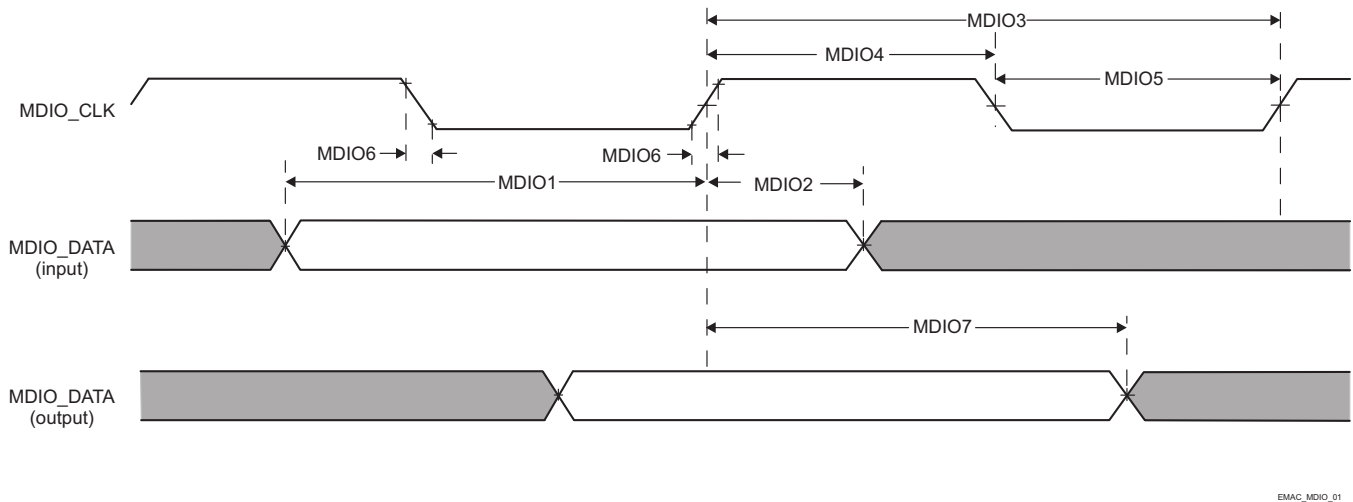 MDIO3
MDIO4
MDIO5
MDIO_CLK
MDIO6
MDIO6
MDIO1
MDIO2
MDIO_DATA
(input)
MDIO7
MDIO_DATA
(output)
EMAC_MDIO_01